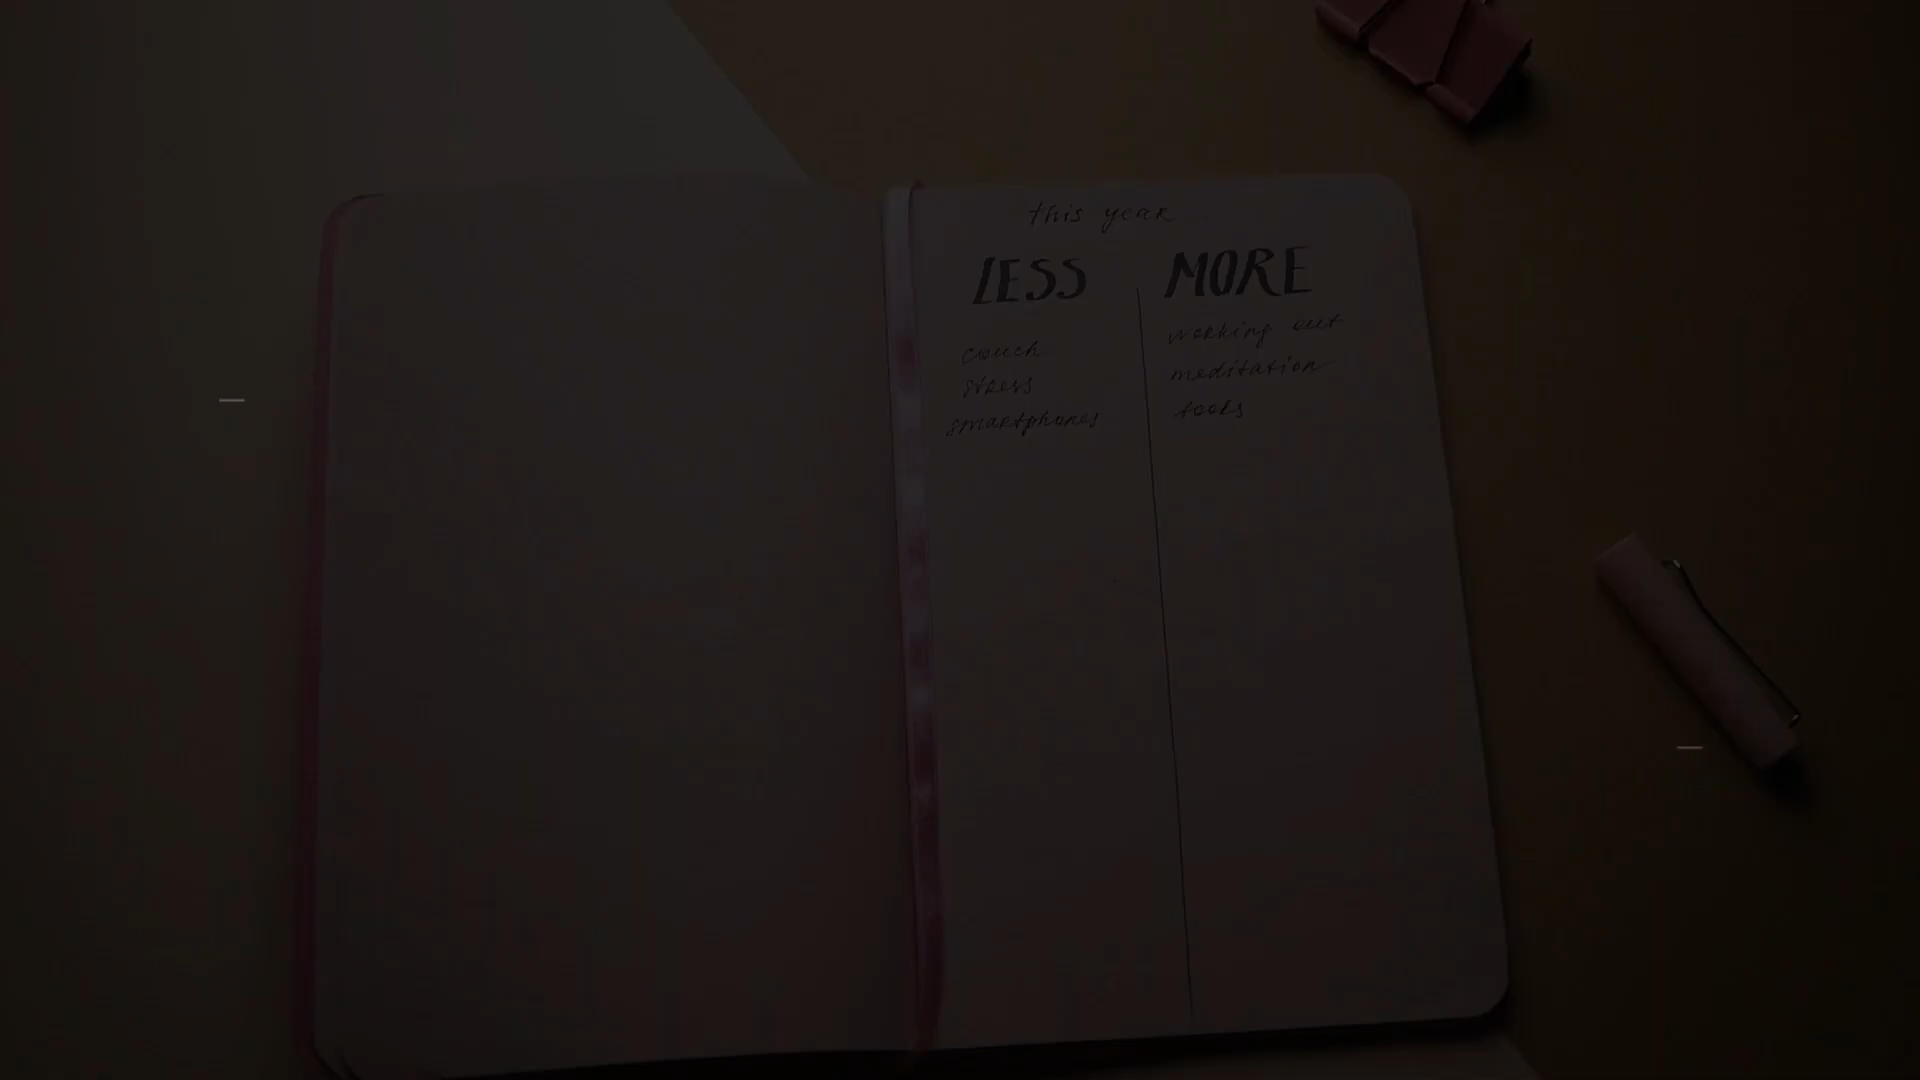 this year
LESS
couch
stress
smartphones
MORE
working out
meditation
books